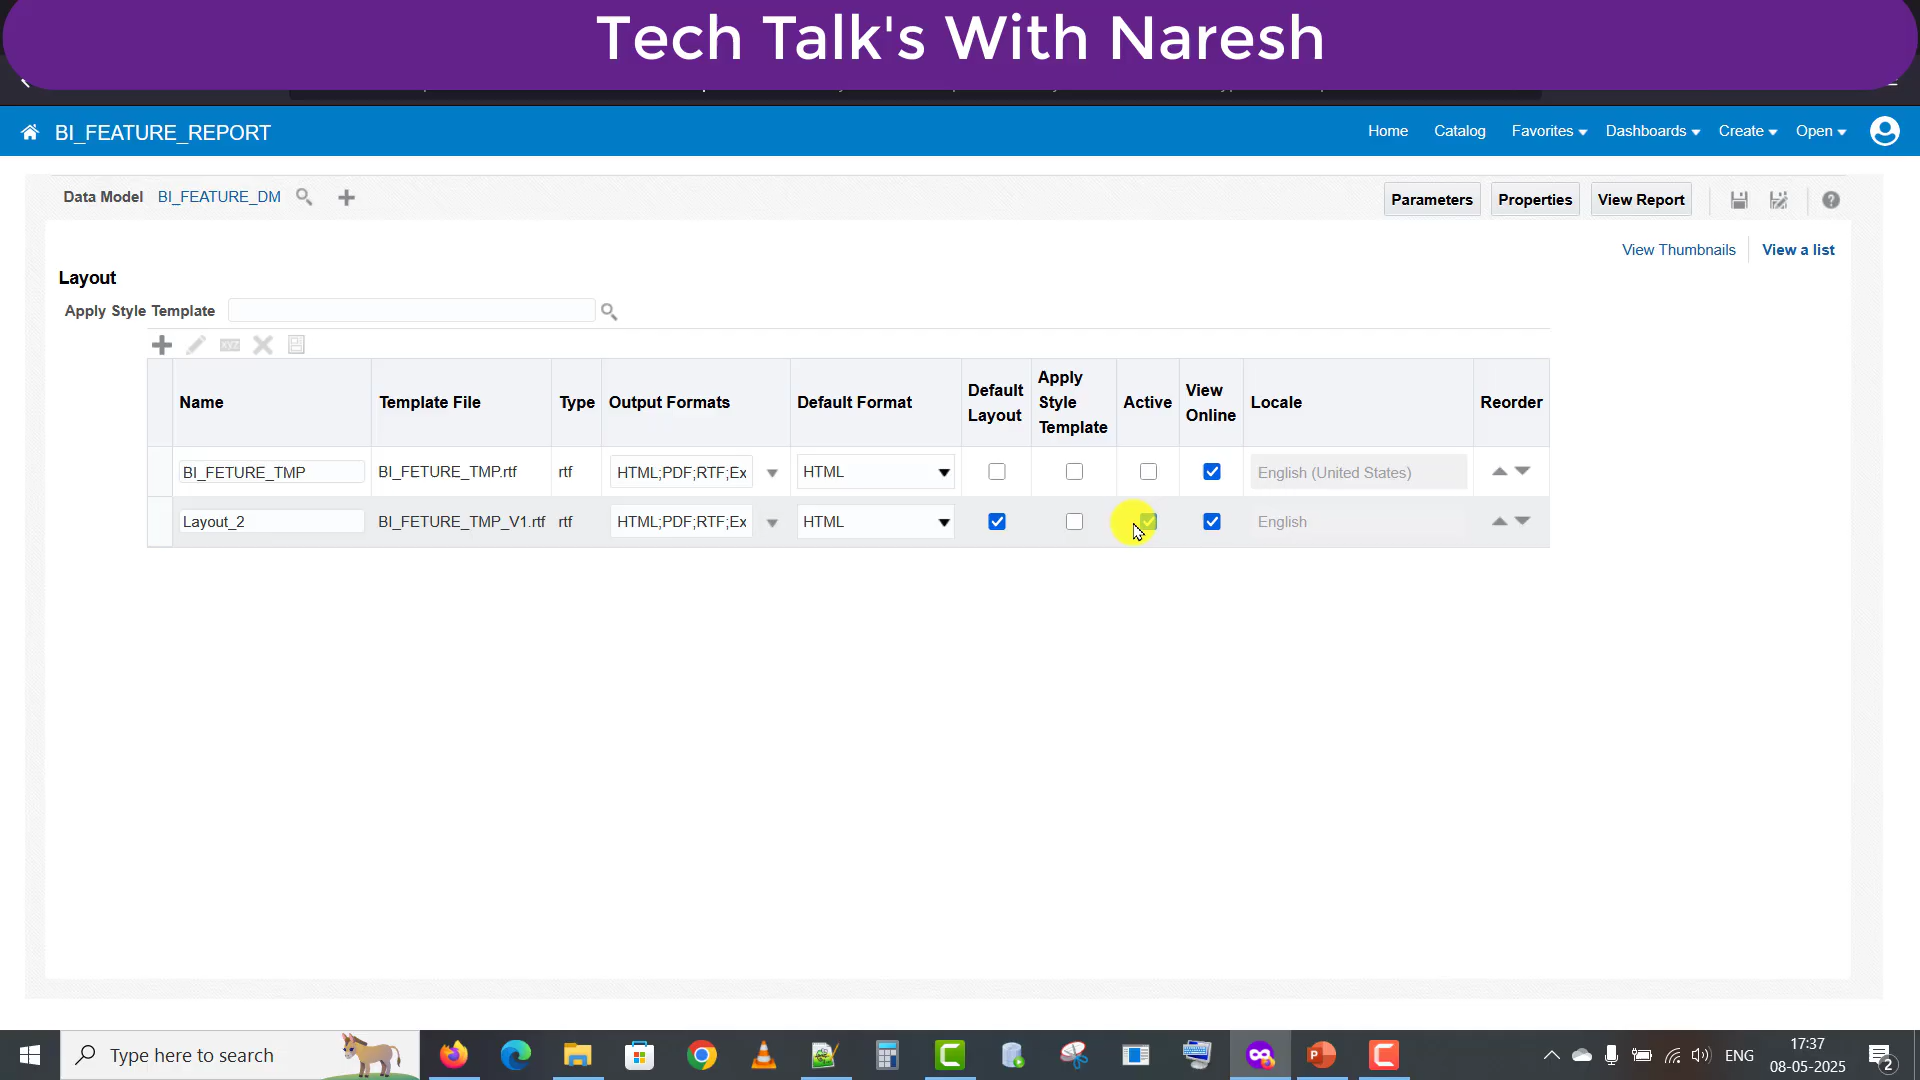 Tech Talk's With Naresh
BI_FEATURE_REPORT
Home
Catalog
Favorites
Dashboards
Create
Open
Data Model
BI_FEATURE_DM
Parameters
Properties
View Report
View Thumbnails
View a list
Layout
Apply Style Template
Name
Template File
Type
Output Formats
Default Format
Default
Layout
Apply
Style
Template
Active
View
Online
Locale
Reorder
BI_FETURE_TMP
BI_FETURE_TMP.rtf
rtf
HTML;PDF;RTF;Ex
HTML
English (United States)
Layout_2
BI_FETURE_TMP_V1.rtf
rtf
HTML;PDF;RTF;Ex
HTML
English
Type here to search
ENG
17:37
08-05-2025
2